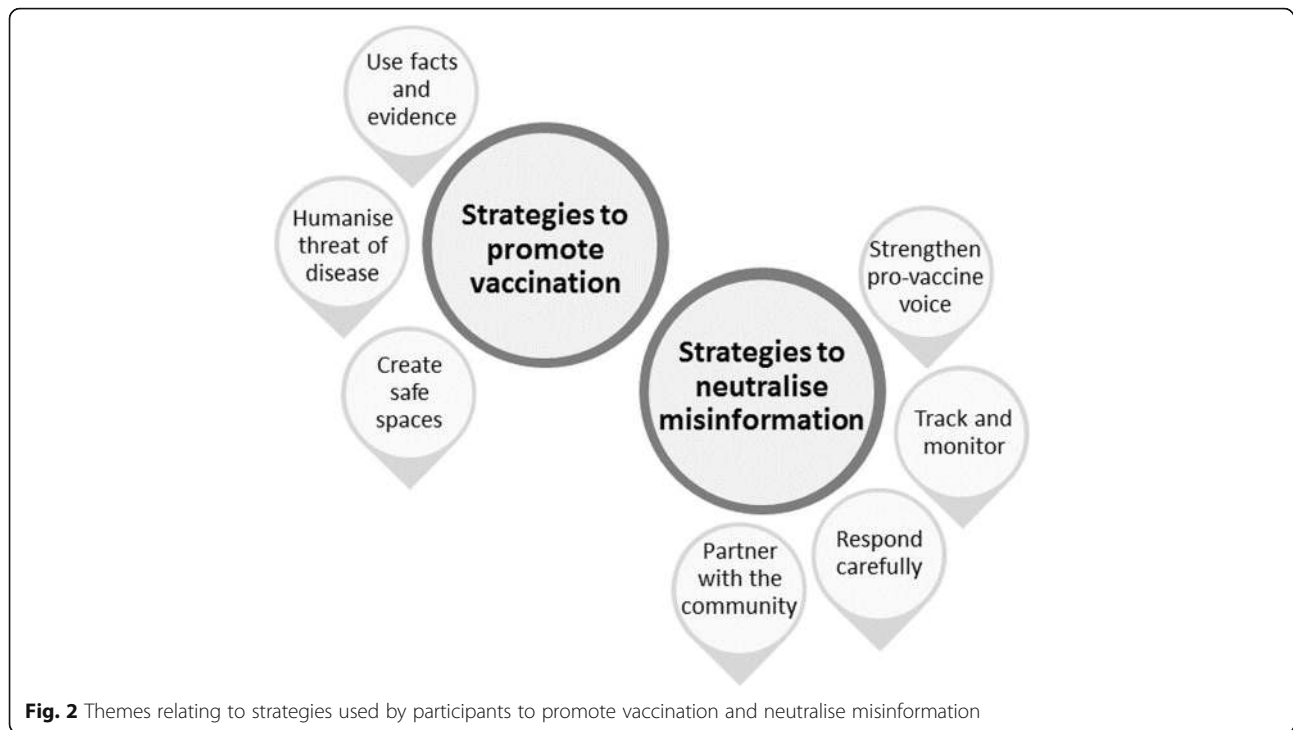 Use facts
and
evidence
Humanise
threat of
disease
Create
safe
spaces
Strategies to
promote
vaccination
Strategies to
neutralise
misinformation
Strengthen
pro-vaccine
voice
Track and
monitor
Respond
carefully
Partner
with the
community
Fig. 2 Themes relating to strategies used by participants to promote vaccination and neutralise misinformation